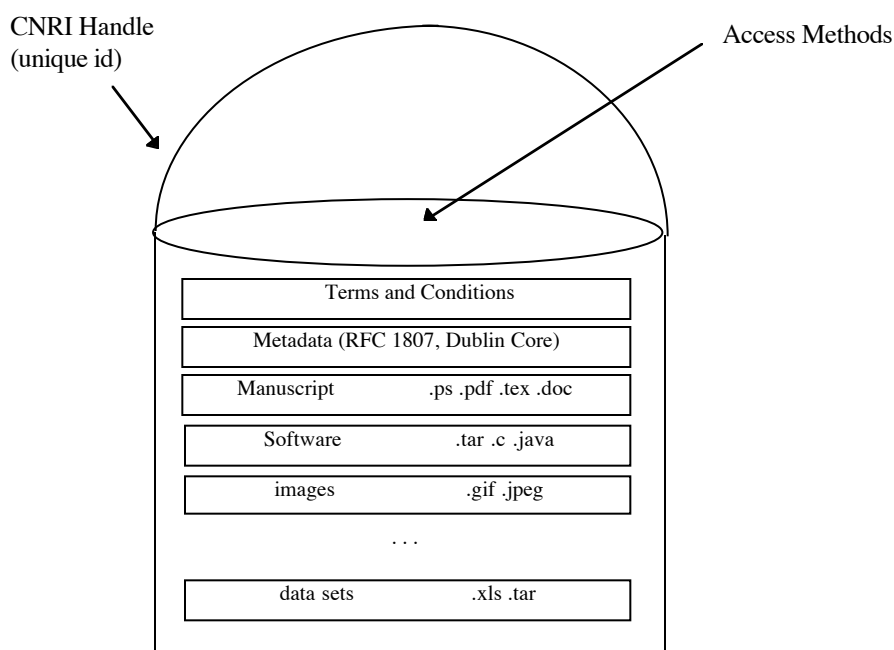 CNRI Handle
(unique id)
Access Methods
Terms and Conditions
Metadata (RFC 1807, Dublin Core)
Manuscript .ps .pdf .tex .doc
Software .tar .c .java
images .gif .jpeg
. . .
data sets .xls .tar